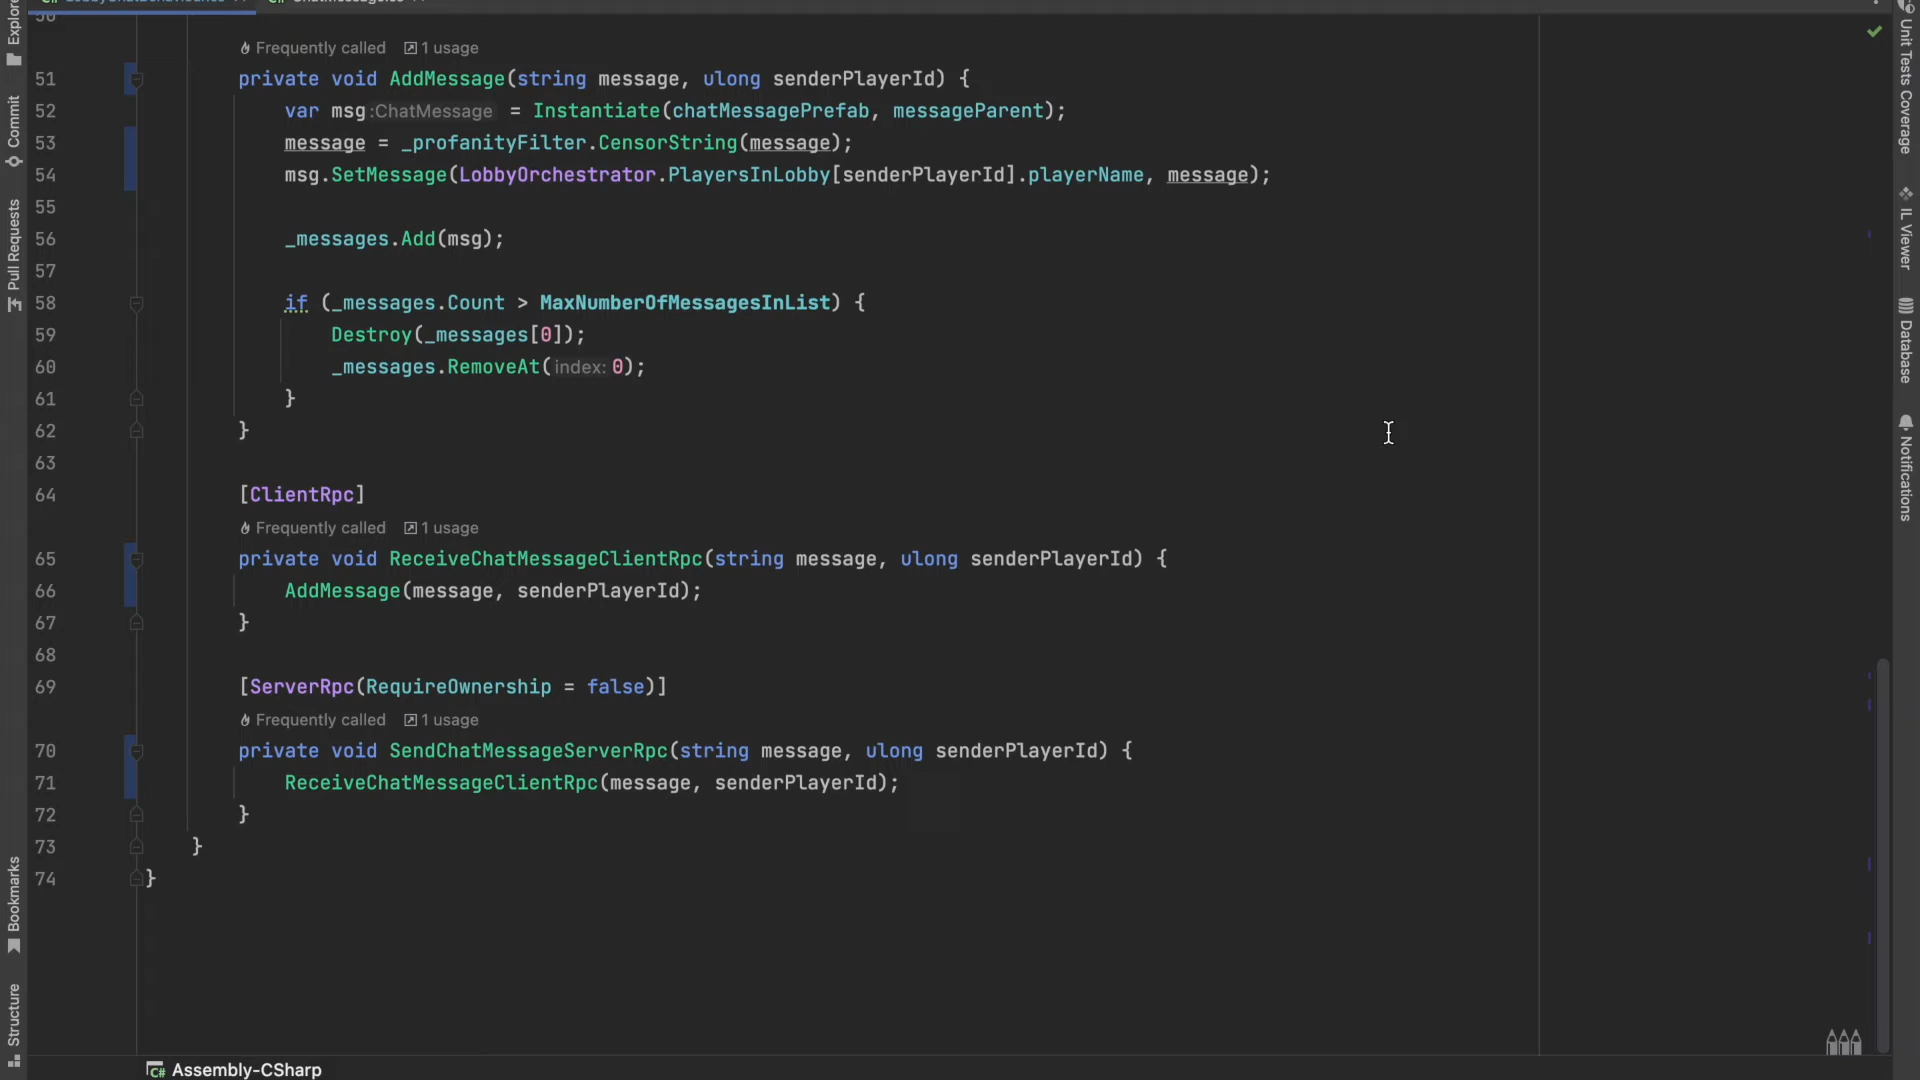 Frequently called 1 usage
51 private void AddMessage(string message, ulong senderPlayerId) {
52 var msg:ChatMessage = Instantiate(chatMessagePrefab, messageParent);
53 message = _profanityFilter.CensorString(message);
54 msg.SetMessage(LobbyOrchestrator.PlayersInLobby[senderPlayerId].playerName, message);
55
56 _messages.Add(msg);
57
58 if (_messages.Count > MaxNumberOfMessagesInList) {
59 Destroy(_messages[0]);
60 _messages.RemoveAt(index: 0);
61 }
62 }
63
64 [ClientRpc]
Frequently called 1 usage
65 private void ReceiveChatMessageClientRpc(string message, ulong senderPlayerId) {
66 AddMessage(message, senderPlayerId);
67 }
68
69 [ServerRpc(RequireOwnership = false)]
Frequently called 1 usage
70 private void SendChatMessageServerRpc(string message, ulong senderPlayerId) {
71 ReceiveChatMessageClientRpc(message, senderPlayerId);
72 }
73 }
74 }
C# Assembly-CSharp
Commit
Pull Requests
Bookmarks
Structure
Unit Tests Coverage
IL Viewer
Database
Notifications